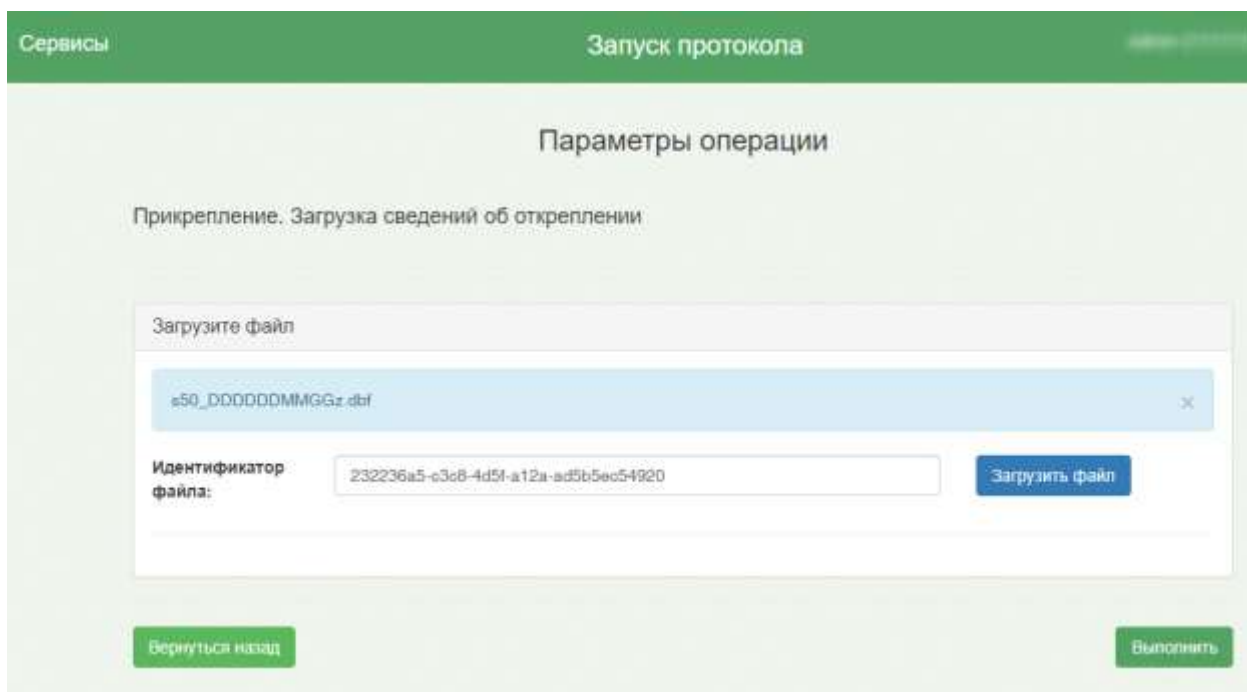 Сервисы
Запуск протокола
Параметры операции
Прикрепление. Загрузка сведений об откреплении
Загрузите файл
s50_DDDDDDMMGGz.dbf
×
Идентификатор
файла:
232236a5-c3c8-4d5f-a12a-ad5b5ec54920
Загрузить файл
Вернуться назад
Выполнить